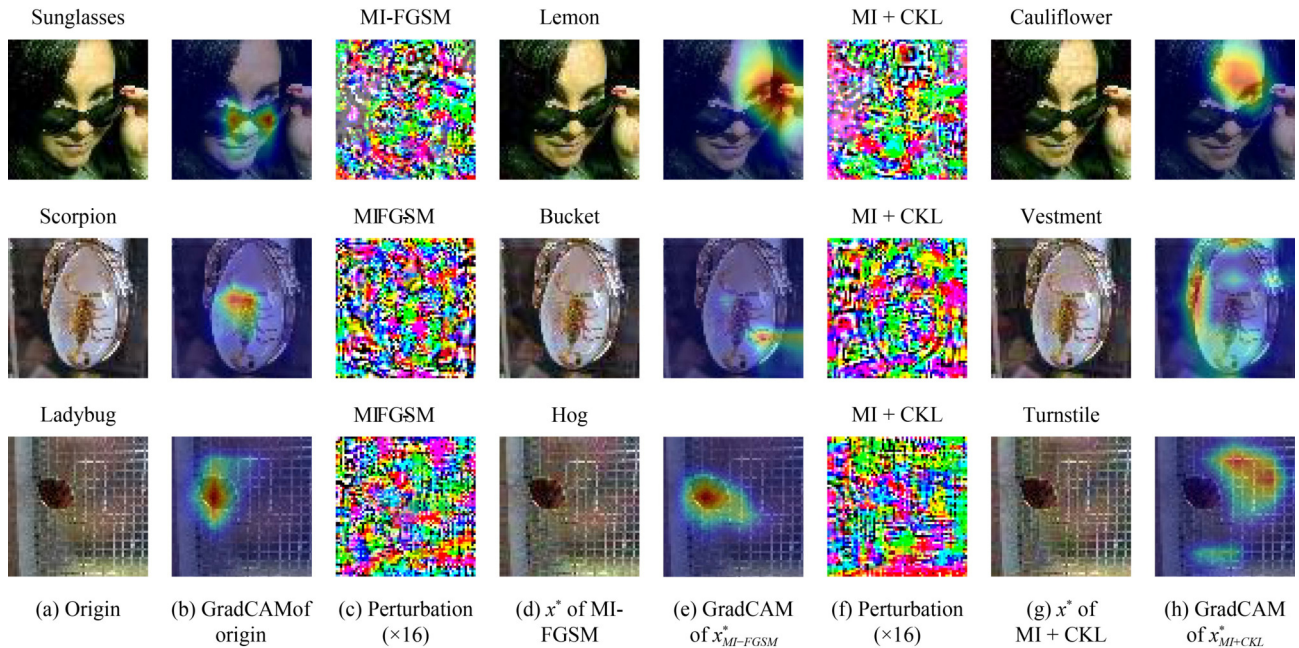 Sunglasses MI-FGSM Lemon MI + CKL Cauliflower
Scorpion MIFGSM Bucket MI + CKL Vestment
Ladybug MIFGSM Hog MI + CKL Turnstile
(a) Origin (b) GradCAMof (c) Perturbation (d) x* of MI- (e) GradCAM (f) Perturbation (g) x* of (h) GradCAM
origin (×16) FGSM of x*MI−FGSM (×16) MI + CKL of x*MI+CKL